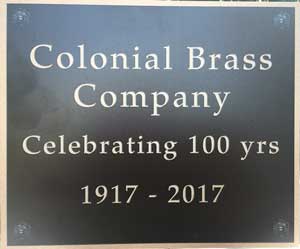 Colonial Brass
Company
Celebrating 100 yrs
1917 - 2017